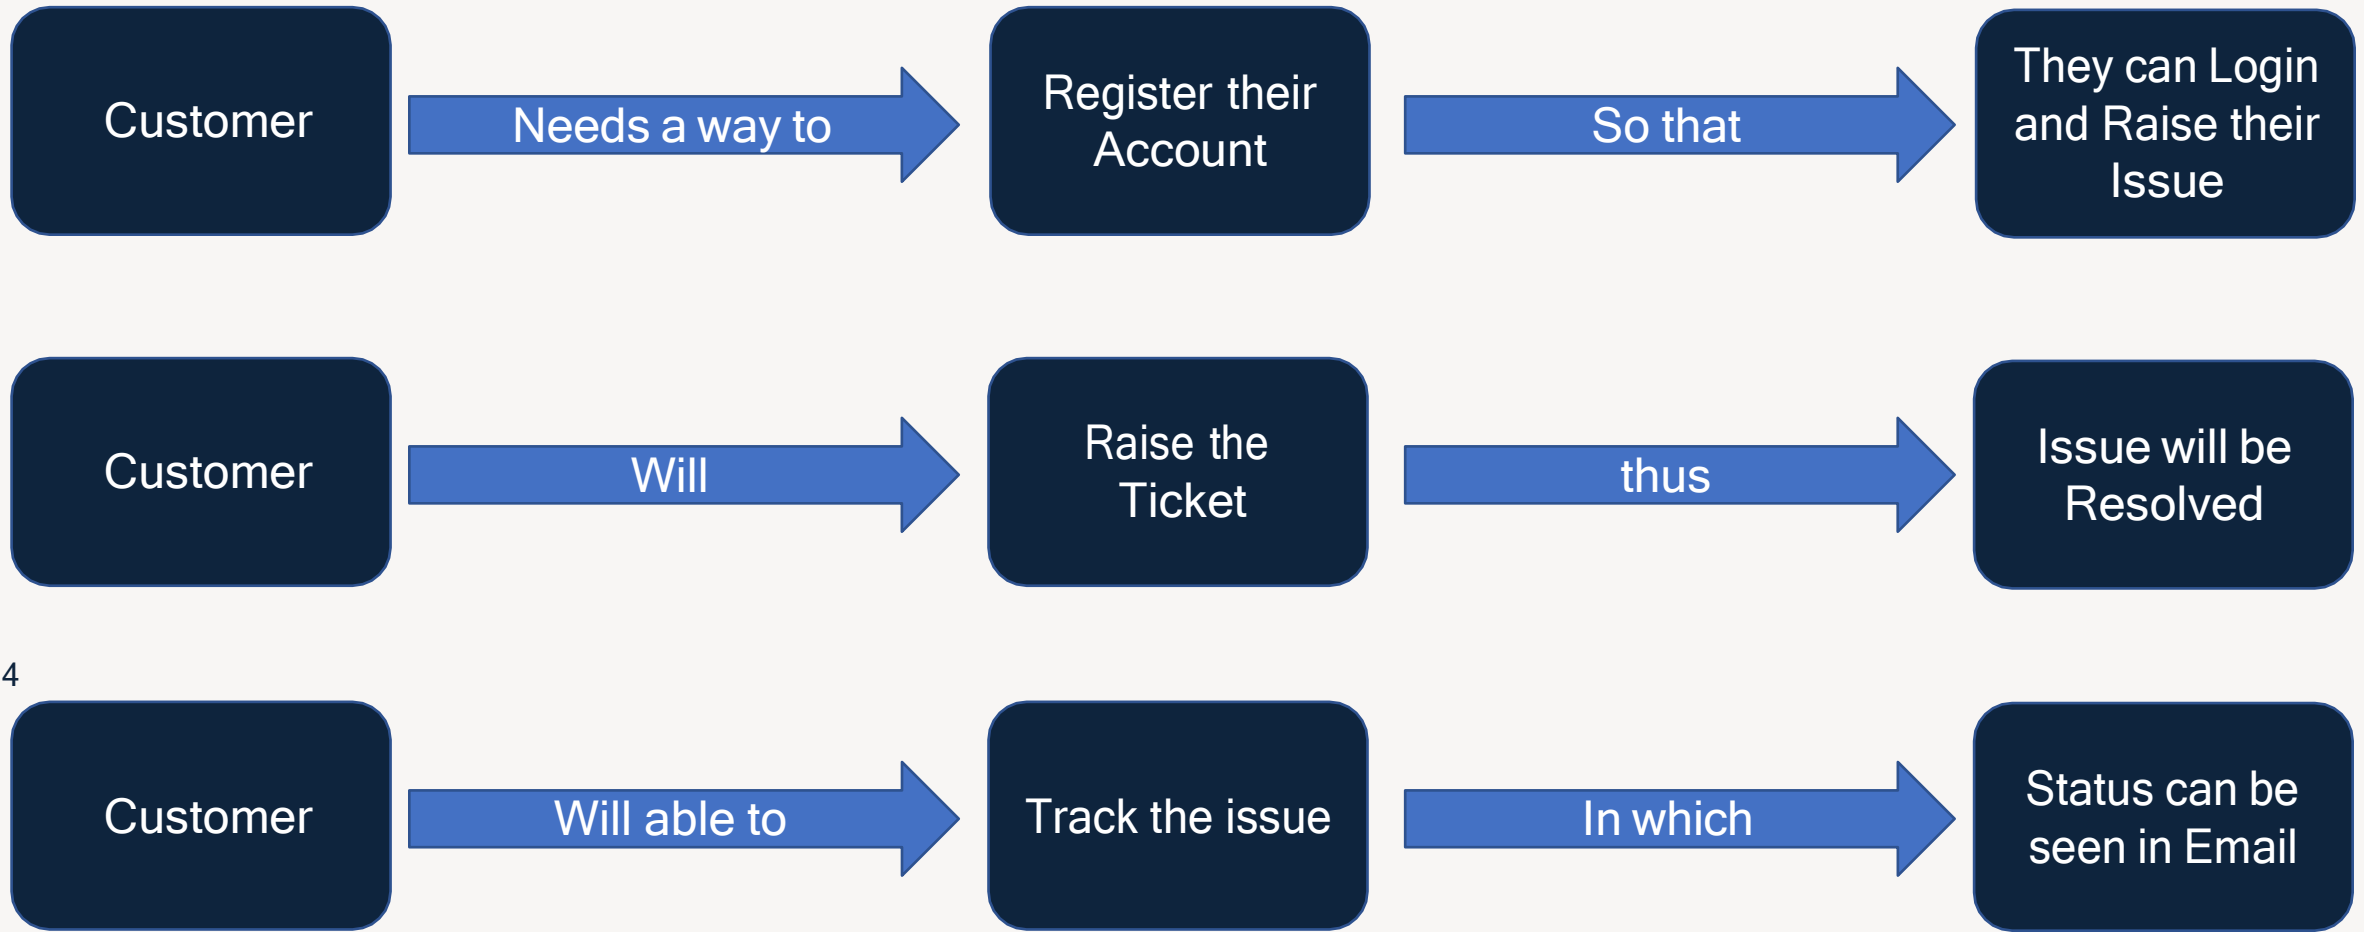 Customer
Needs a way to
Register their
Account
So that
They can Login
and Raise their
Issue
Customer
Will
Raise the
Ticket
thus
Issue will be
Resolved
4
Customer
Will able to
Track the issue
In which
Status can be
seen in Email